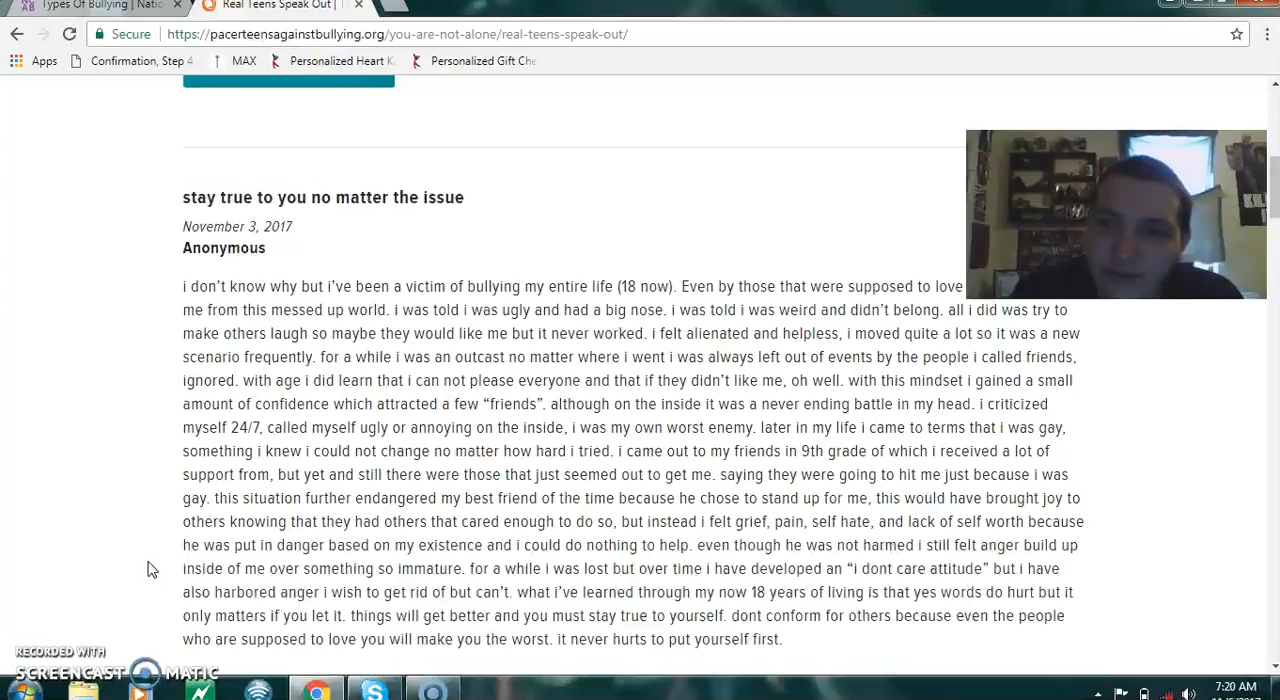 Types Of Bullying | Natio
Real Teens Speak Out |
Secure
https://pacerteensagainstbullying.org/you-are-not-alone/real-teens-speak-out/
Apps
Confirmation, Step 4
MAX
Personalized Heart K
Personalized Gift Che
stay true to you no matter the issue
November 3, 2017
Anonymous
i don't know why but i've been a victim of bullying my entire life (18 now). Even by those that were supposed to love
me from this messed up world. i was told i was ugly and had a big nose. i was told i was weird and didn't belong. all i did was try to
make others laugh so maybe they would like me but it never worked. i felt alienated and helpless, i moved quite a lot so it was a new
scenario frequently. for a while i was an outcast no matter where i went i was always left out of events by the people i called friends,
ignored. with age i did learn that i can not please everyone and that if they didn't like me, oh well. with this mindset i gained a small
amount of confidence which attracted a few “friends”. although on the inside it was a never ending battle in my head. i criticized
myself 24/7, called myself ugly or annoying on the inside, i was my own worst enemy. later in my life i came to terms that i was gay,
something i knew i could not change no matter how hard i tried. i came out to my friends in 9th grade of which i received a lot of
support from, but yet and still there were those that just seemed out to get me. saying they were going to hit me just because i was
gay. this situation further endangered my best friend of the time because he chose to stand up for me, this would have brought joy to
others knowing that they had others that cared enough to do so, but instead i felt grief, pain, self hate, and lack of self worth because
he was put in danger based on my existence and i could do nothing to help. even though he was not harmed i still felt anger build up
inside of me over something so immature. for a while i was lost but over time i have developed an “i dont care attitude” but i have
also harbored anger i wish to get rid of but can't. what i've learned through my now 18 years of living is that yes words do hurt but it
only matters if you let it. things will get better and you must stay true to yourself. dont conform for others because even the people
who are supposed to love you will make you the worst. it never hurts to put yourself first.
RECORDED WITH
SCREENCAST MATIC
7:20 AM